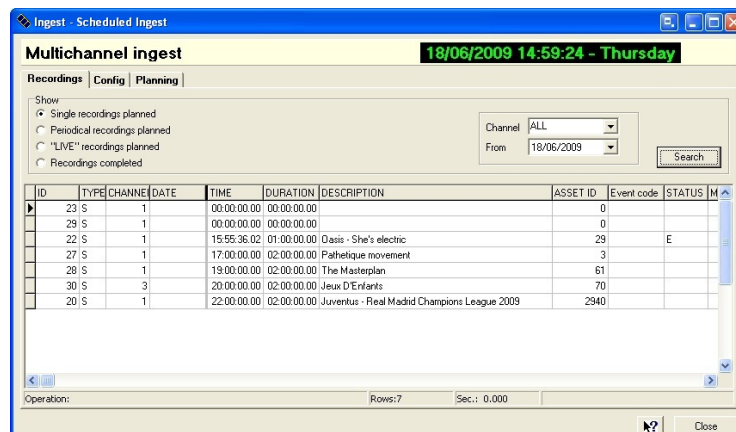 Ingest - Scheduled Ingest
Multichannel ingest
18/06/2009 14:59:24 - Thursday
Recordings Config Planning
Show
Single recordings planned
Periodical recordings planned
"LIVE" recordings planned
Recordings completed
Channel ALL
From 18/06/2009
Search
ID TYPE CHANNEL DATE TIME DURATION DESCRIPTION ASSET ID Event code STATUS M
23 S 1 00:00:00.00 00:00:00.00 0
29 S 1 00:00:00.00 00:00:00.00 0
22 S 1 15:55:36.02 01:00:00.00 Oasis - She's electric 29 E
27 S 1 17:00:00.00 02:00:00.00 Pathetique movement 3
28 S 1 19:00:00.00 02:00:00.00 The Masterplan 61
30 S 3 20:00:00.00 02:00:00.00 Jeux D'Enfants 70
20 S 1 22:00:00.00 02:00:00.00 Juventus - Real Madrid Champions League 2009 2940
Operation: Rows:7 Sec.: 0.000
? Close